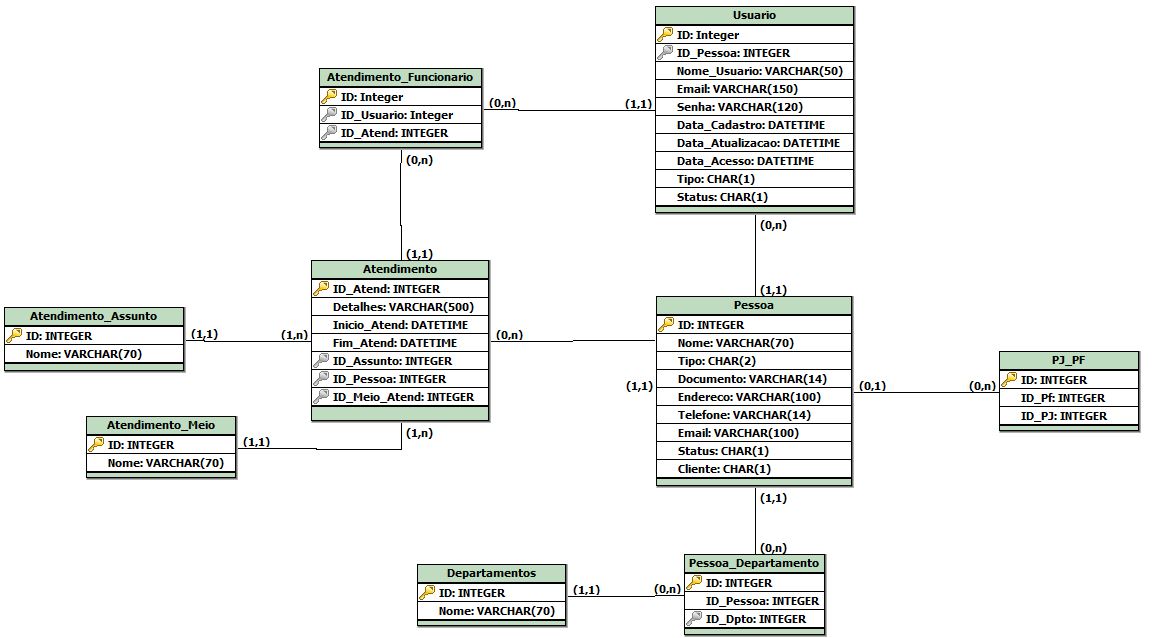 Usuario
ID: Integer
ID_Pessoa: INTEGER
Nome_Usuario: VARCHAR(50)
Email: VARCHAR(150)
Senha: VARCHAR(120)
Data_Cadastro: DATETIME
Data_Atualizacao: DATETIME
Data_Acesso: DATETIME
Tipo: CHAR(1)
Status: CHAR(1)
Atendimento_Funcionario
ID: Integer
ID_Usuario: Integer
ID_Atend: INTEGER
(0,n)
(1,1)
(0,n)
(1,1)
(0,n)
(1,1)
Atendimento
ID_Atend: INTEGER
Detalhes: VARCHAR(500)
Inicio_Atend: DATETIME
Fim_Atend: DATETIME
ID_Assunto: INTEGER
ID_Pessoa: INTEGER
ID_Meio_Atend: INTEGER
Atendimento_Assunto
ID: INTEGER
Nome: VARCHAR(70)
(1,1)
(1,n)
(0,n)
(1,1)
Pessoa
ID: INTEGER
Nome: VARCHAR(70)
Tipo: CHAR(2)
Documento: VARCHAR(14)
Endereco: VARCHAR(100)
Telefone: VARCHAR(14)
Email: VARCHAR(100)
Status: CHAR(1)
Cliente: CHAR(1)
(0,1)
(0,n)
PJ_PF
ID: INTEGER
ID_Pf: INTEGER
ID_PJ: INTEGER
Atendimento_Meio
ID: INTEGER
Nome: VARCHAR(70)
(1,1)
(1,n)
(1,1)
(0,n)
Departamentos
ID: INTEGER
Nome: VARCHAR(70)
(1,1)
(0,n)
Pessoa_Departamento
ID: INTEGER
ID_Pessoa: INTEGER
ID_Dpto: INTEGER